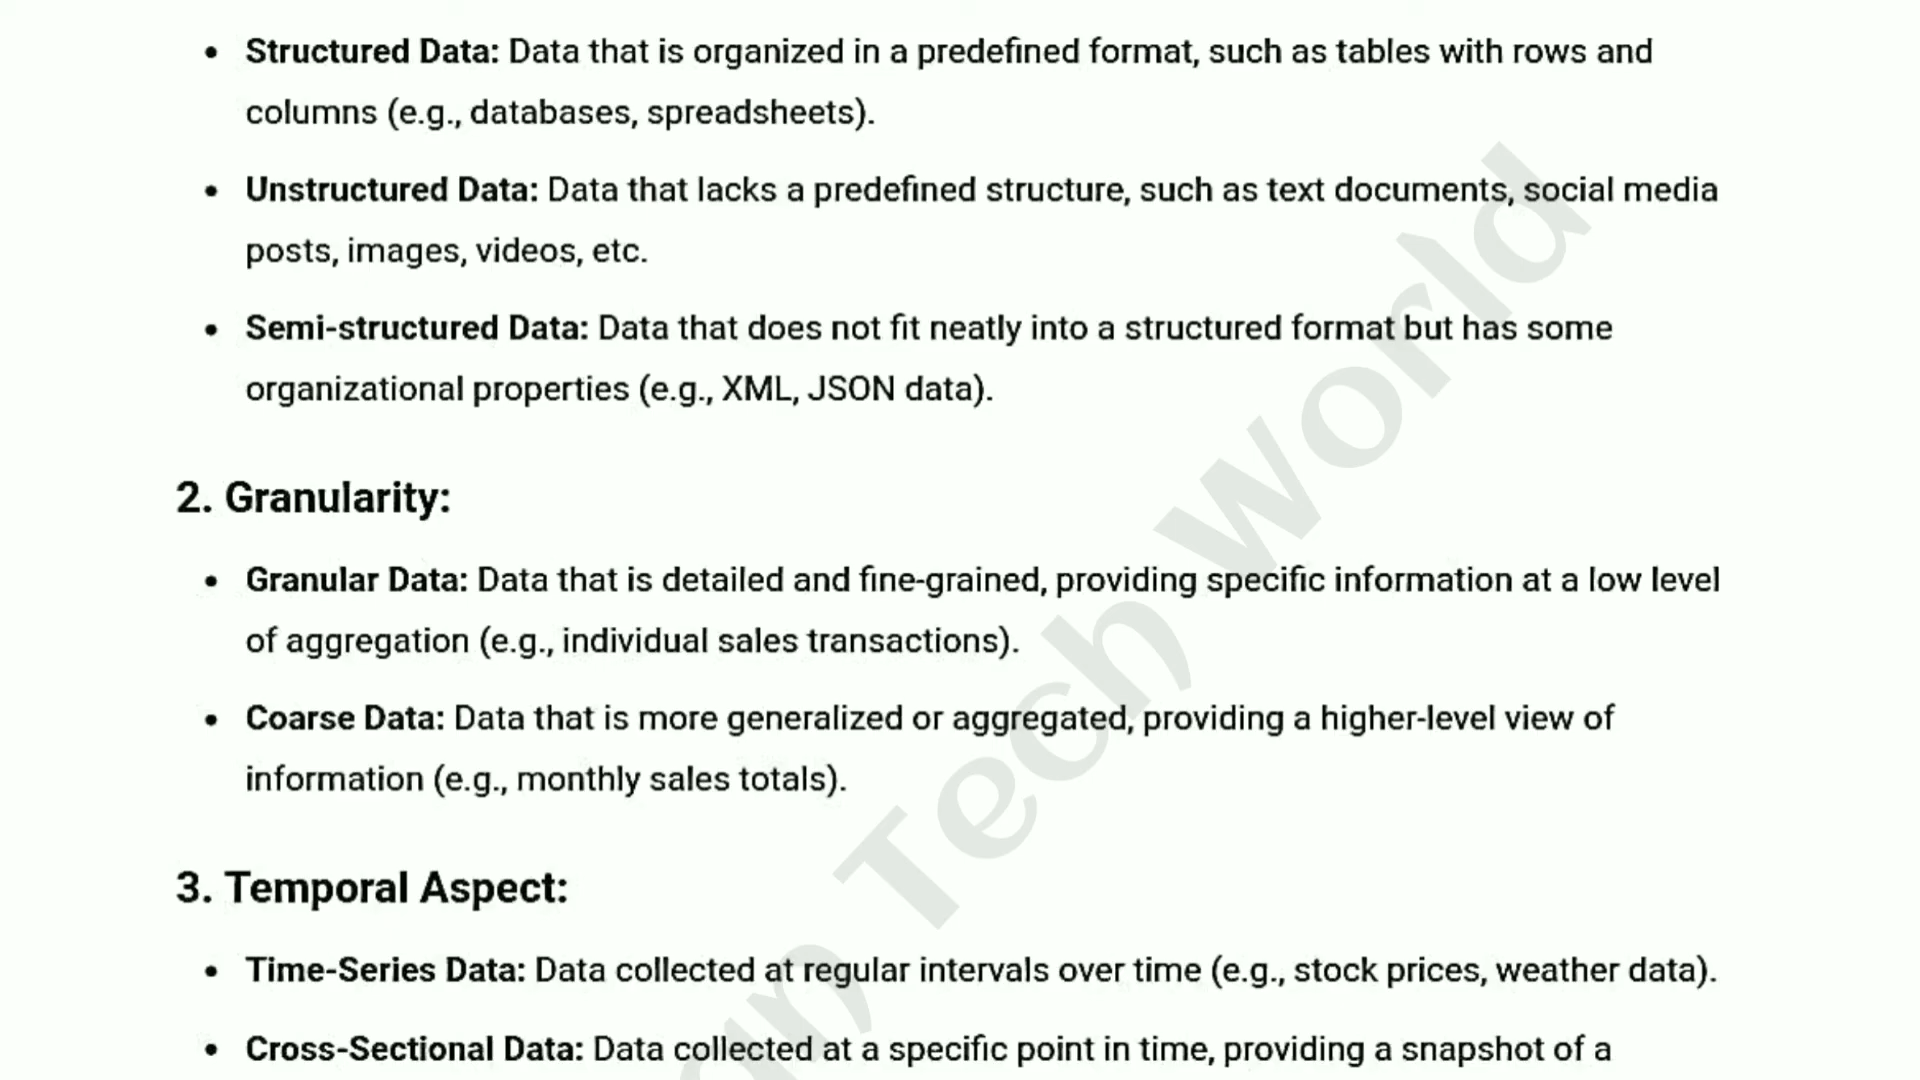 • Structured Data: Data that is organized in a predefined format, such as tables with rows and
columns (e.g., databases, spreadsheets).
• Unstructured Data: Data that lacks a predefined structure, such as text documents, social media
posts, images, videos, etc.
• Semi-structured Data: Data that does not fit neatly into a structured format but has some
organizational properties (e.g., XML, JSON data).
2. Granularity:
• Granular Data: Data that is detailed and fine-grained, providing specific information at a low level
of aggregation (e.g., individual sales transactions).
• Coarse Data: Data that is more generalized or aggregated, providing a higher-level view of
information (e.g., monthly sales totals).
3. Temporal Aspect:
• Time-Series Data: Data collected at regular intervals over time (e.g., stock prices, weather data).
• Cross-Sectional Data: Data collected at a specific point in time, providing a snapshot of a
Tech World